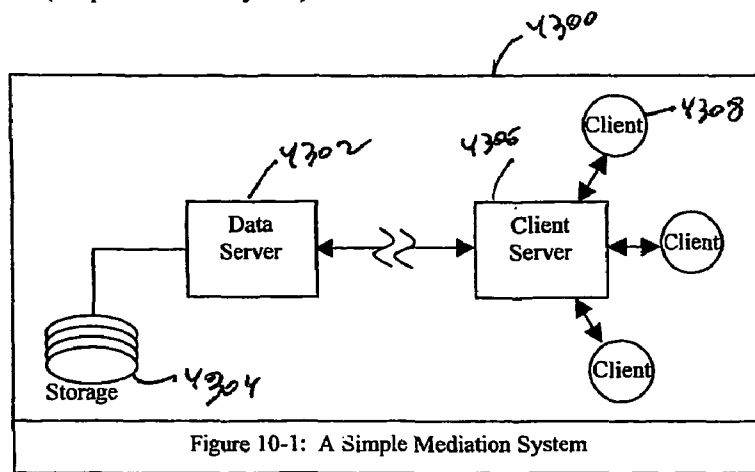 4300
Client
4308
4302
4306
Data
Server
Client
Server
Client
Client
Storage
4304
Figure 10-1: A Simple Mediation System